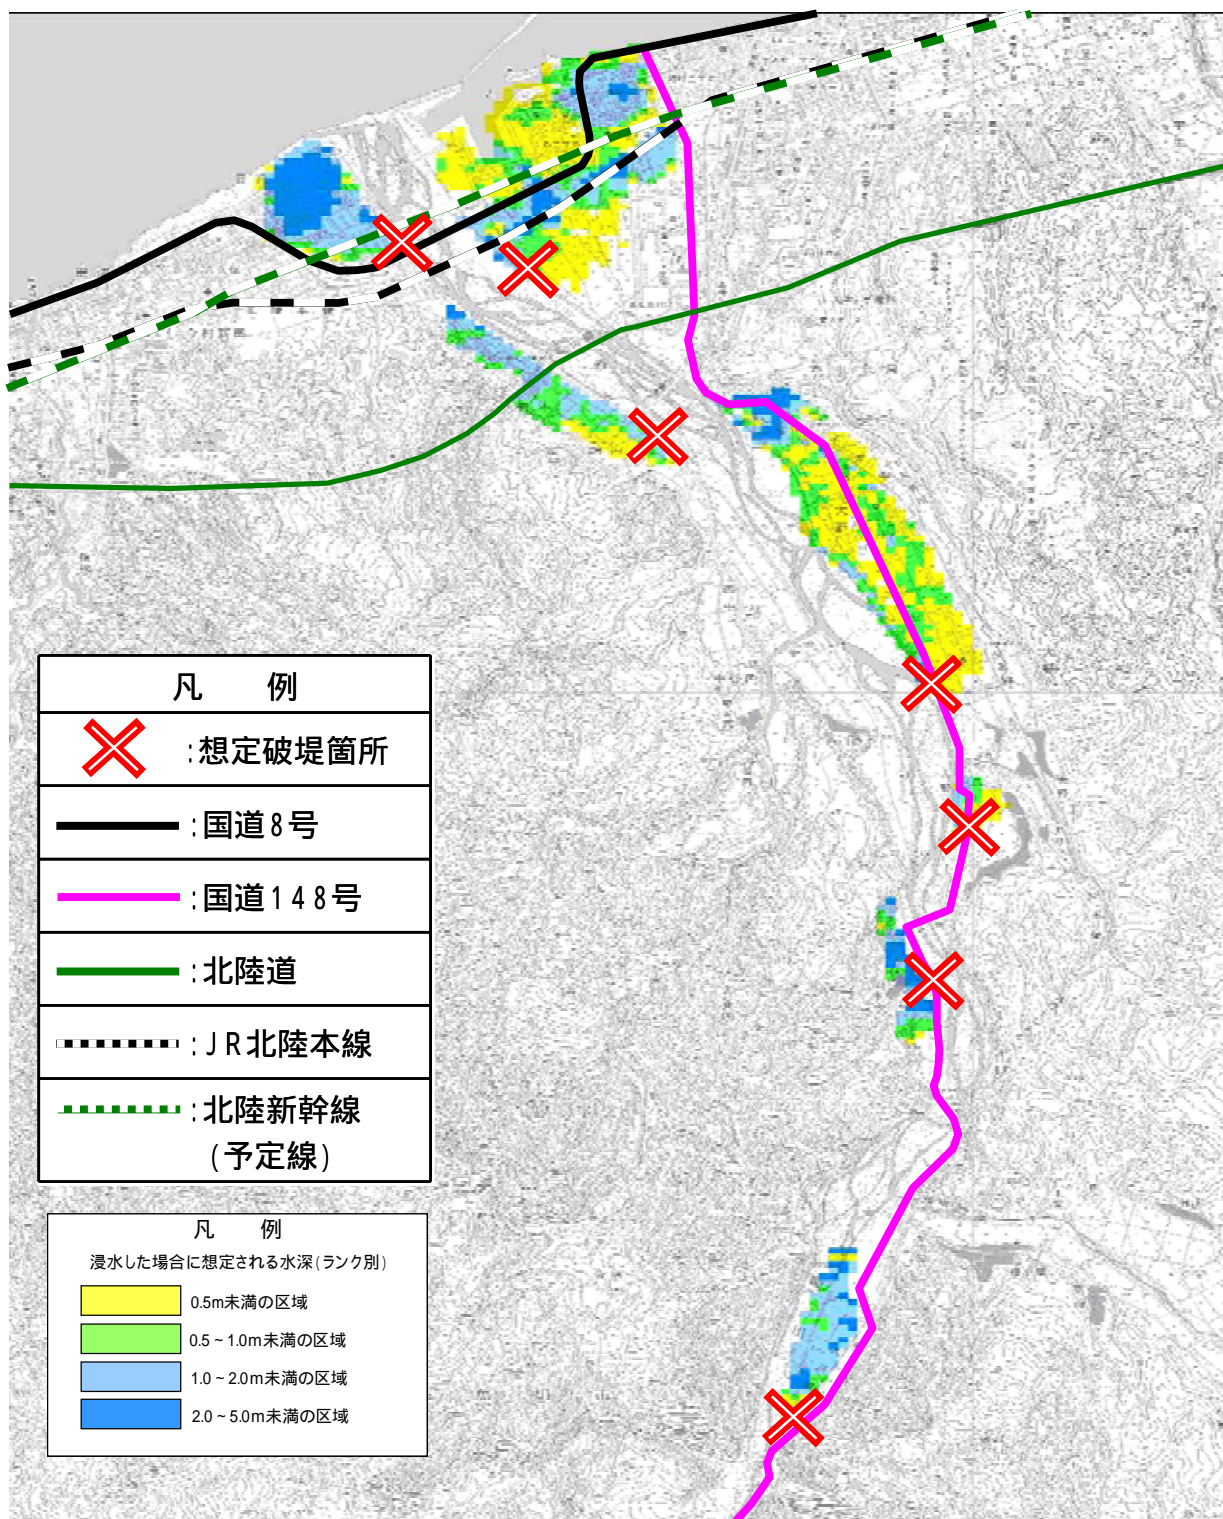 凡 例
:想定破堤箇所
:国道8号
:国道148号
:北陸道
:JR北陸本線
:北陸新幹線
(予定線)
凡 例
浸水した場合に想定される水深(ランク別)
0.5m未満の区域
0.5~1.0m未満の区域
1.0~2.0m未満の区域
2.0~5.0m未満の区域